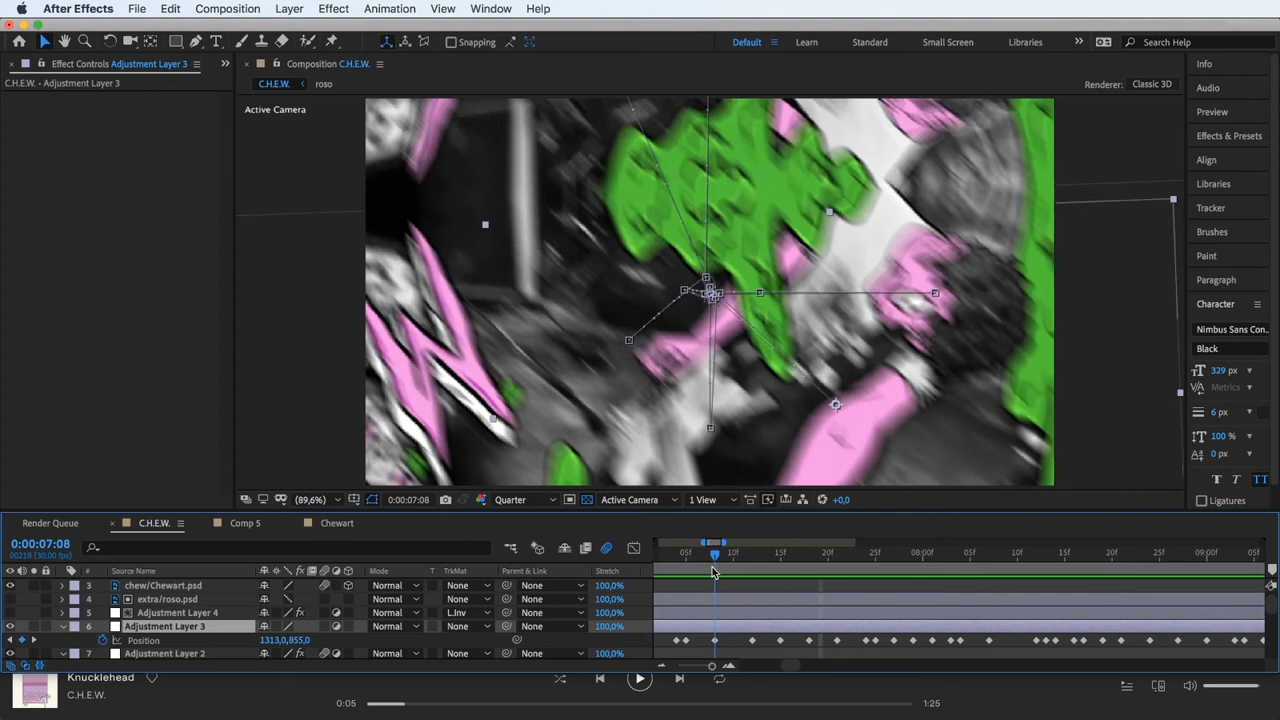 After Effects File Edit Composition Layer Effect Animation View Window Help
Snapping Default Learn Standard Small Screen Libraries Search Help
Effect Controls Adjustment Layer 3 Composition C.H.E.W. Info
C.H.E.W. • Adjustment Layer 3 C.H.E.W. roso Renderer: Classic 3D
Active Camera
Audio
Preview
Effects & Presets
Align
Libraries
Tracker
Brushes
Paint
Paragraph
Character
Nimbus Sans Con...
Black
329 px
Metrics
6 px
100 %
0 px
T T TT
Ligatures
(89,6%) 0:00:07:08 Quarter Active Camera 1 View +0,0
Render Queue C.H.E.W. Comp 5 Chewart
0:00:07:08
00218 (30.00 fps)
05f 10f 15f 20f 25f 08:00f 05f 10f 15f 20f 25f 09:00f 05f
# Source Name Mode T TrkMat Parent & Link Stretch
3 chew/Chewart.psd Normal None None 100,0%
4 extra/roso.psd Normal None None 100,0%
5 Adjustment Layer 4 fx Normal L.Inv None 100,0%
6 Adjustment Layer 3 Normal None None 100,0%
Position 1313,0,855,0
7 Adjustment Layer 2 fx Normal None None 100,0%
Knucklehead
C.H.E.W.
0:05 1:25